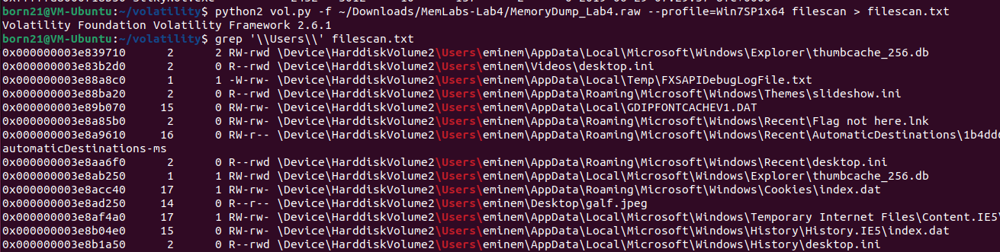 born21@VM-Ubuntu:~/volatility$ python2 vol.py -f ~/Downloads/MemLabs-Lab4/MemoryDump_Lab4.raw --profile=Win7SP1x64 filescan > filescan.txt
Volatility Foundation Volatility Framework 2.6.1
born21@VM-Ubuntu:~/volatility$ grep '\\Users\\' filescan.txt
0x000000003e839710      2      2 RW-rwd \Device\HarddiskVolume2\Users\eminem\AppData\Local\Microsoft\Windows\Explorer\thumbcache_256.db
0x000000003e83b2d0      2      0 R--rwd \Device\HarddiskVolume2\Users\eminem\Videos\desktop.ini
0x000000003e88a8c0      1      1 -W-rw- \Device\HarddiskVolume2\Users\eminem\AppData\Local\Temp\FXSAPIDebugLogFile.txt
0x000000003e88ba20      2      0 R--rwd \Device\HarddiskVolume2\Users\eminem\AppData\Roaming\Microsoft\Windows\Themes\slideshow.ini
0x000000003e89b070     15      0 RW-rw- \Device\HarddiskVolume2\Users\eminem\AppData\Local\GDIPFONTCACHEV1.DAT
0x000000003e8a85b0      2      0 RW-rw- \Device\HarddiskVolume2\Users\eminem\AppData\Roaming\Microsoft\Windows\Recent\Flag not here.lnk
0x000000003e8a9610     16      0 RW-r-- \Device\HarddiskVolume2\Users\eminem\AppData\Roaming\Microsoft\Windows\Recent\AutomaticDestinations\1b4dd
automaticDestinations-ms
0x000000003e8aa6f0      2      0 R--rwd \Device\HarddiskVolume2\Users\eminem\AppData\Roaming\Microsoft\Windows\Recent\desktop.ini
0x000000003e8ab250      1      1 RW-rwd \Device\HarddiskVolume2\Users\eminem\AppData\Local\Microsoft\Windows\Explorer\thumbcache_256.db
0x000000003e8acc40     17      1 RW-rw- \Device\HarddiskVolume2\Users\eminem\AppData\Roaming\Microsoft\Windows\Cookies\index.dat
0x000000003e8ad250     14      0 R--r-- \Device\HarddiskVolume2\Users\eminem\Desktop\galf.jpeg
0x000000003e8af4a0     17      1 RW-rw- \Device\HarddiskVolume2\Users\eminem\AppData\Local\Microsoft\Windows\Temporary Internet Files\Content.IE5\
0x000000003e8b04e0     15      0 RW-rw- \Device\HarddiskVolume2\Users\eminem\AppData\Local\Microsoft\Windows\History\History.IE5\index.dat
0x000000003e8b1a50      2      0 R--rwd \Device\HarddiskVolume2\Users\eminem\AppData\Local\Microsoft\Windows\History\desktop.ini